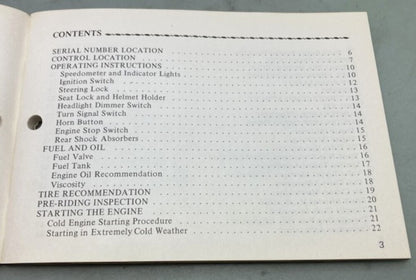 CONTENTS
SERIAL NUMBER LOCATION 6
CONTROL LOCATION 7
OPERATING INSTRUCTIONS 10
Speedometer and Indicator Lights 10
Ignition Switch 12
Steering Lock 13
Seat Lock and Helmet Holder 13
Headlight Dimmer Switch 14
Turn Signal Switch 14
Horn Button 14
Engine Stop Switch 15
Rear Shock Absorbers 15
FUEL AND OIL 16
Fuel Valve 16
Fuel Tank 17
Engine Oil Recommendation 18
Viscosity 18
TIRE RECOMMENDATION 19
PRE-RIDING INSPECTION 20
STARTING THE ENGINE 21
Cold Engine Starting Procedure 21
Starting in Extremely Cold Weather 22
3